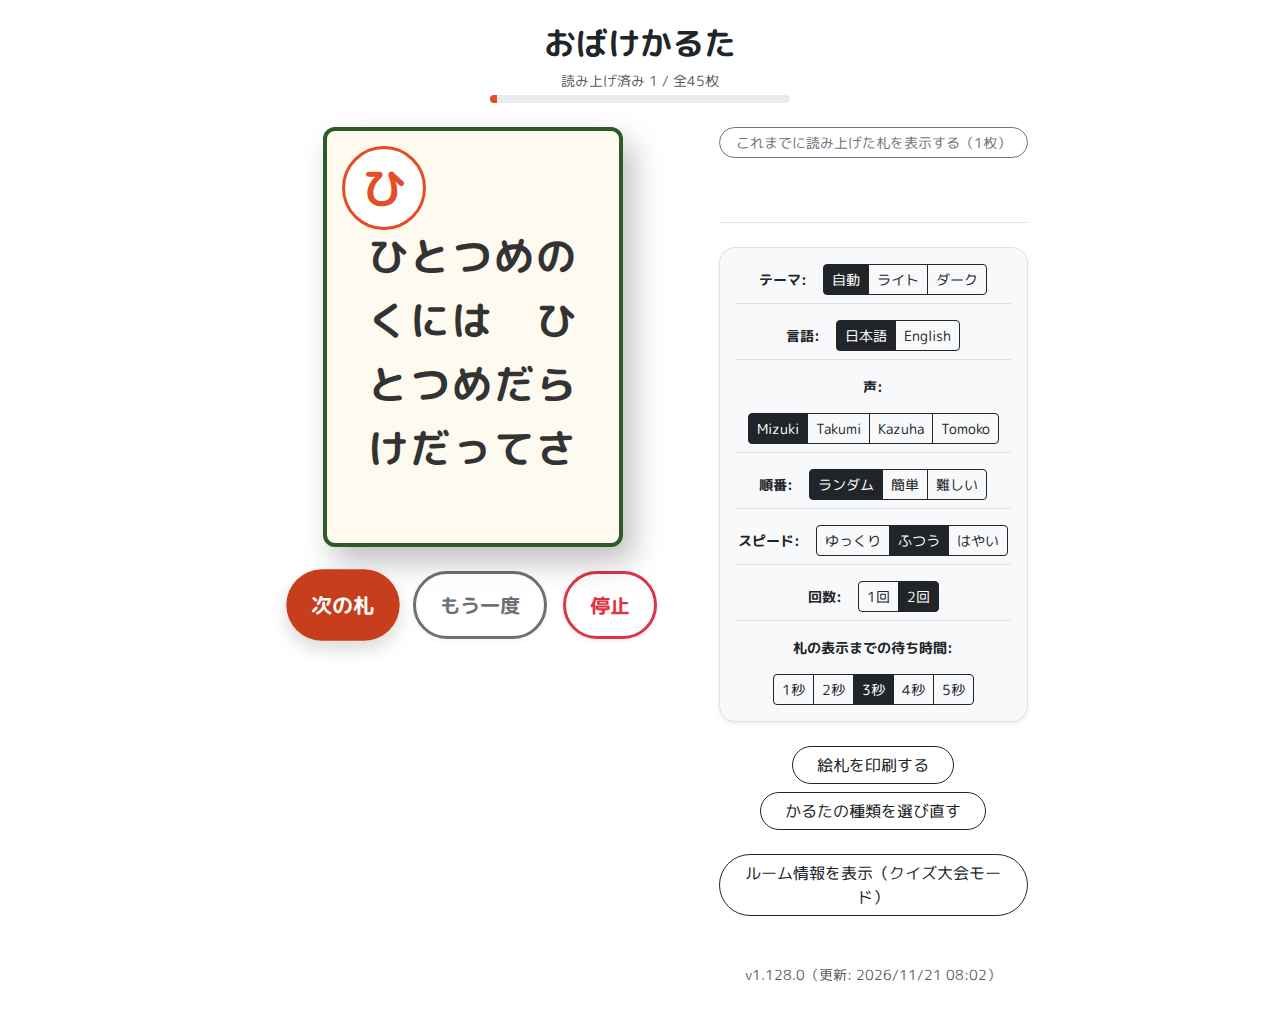 おばけかるた
読み上げ済み 1 / 全45枚
ひ
ひとつめの
くには　ひ
とつめだら
けだってさ
次の札
もう一度
停止
これまでに読み上げた札を表示する（1枚）
テーマ: 自動 ライト ダーク
言語: 日本語 English
声:
Mizuki Takumi Kazuha Tomoko
順番: ランダム 簡単 難しい
スピード: ゆっくり ふつう はやい
回数: 1回 2回
札の表示までの待ち時間:
1秒 2秒 3秒 4秒 5秒
絵札を印刷する
かるたの種類を選び直す
ルーム情報を表示（クイズ大会モー
ド）
v1.128.0（更新: 2026/11/21 08:02）